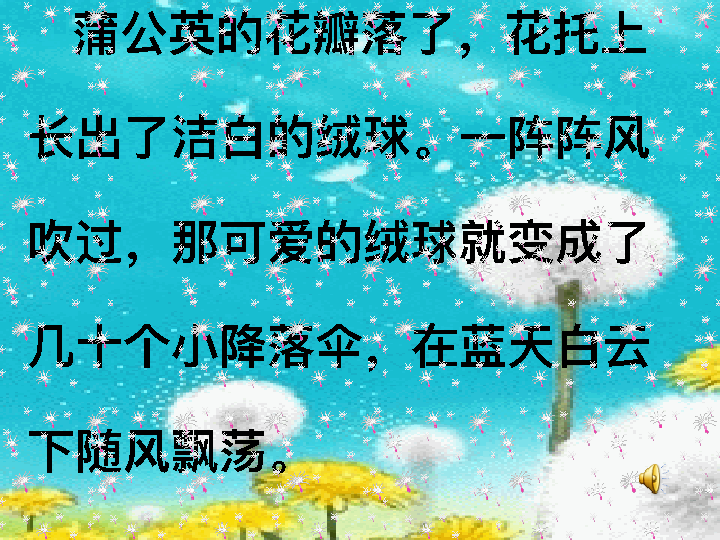 蒲公英的花瓣落了，花托上
长出了洁白的绒球。一阵阵风
吹过，那可爱的绒球就变成了
几十个小降落伞，在蓝天白云
下随风飘荡。